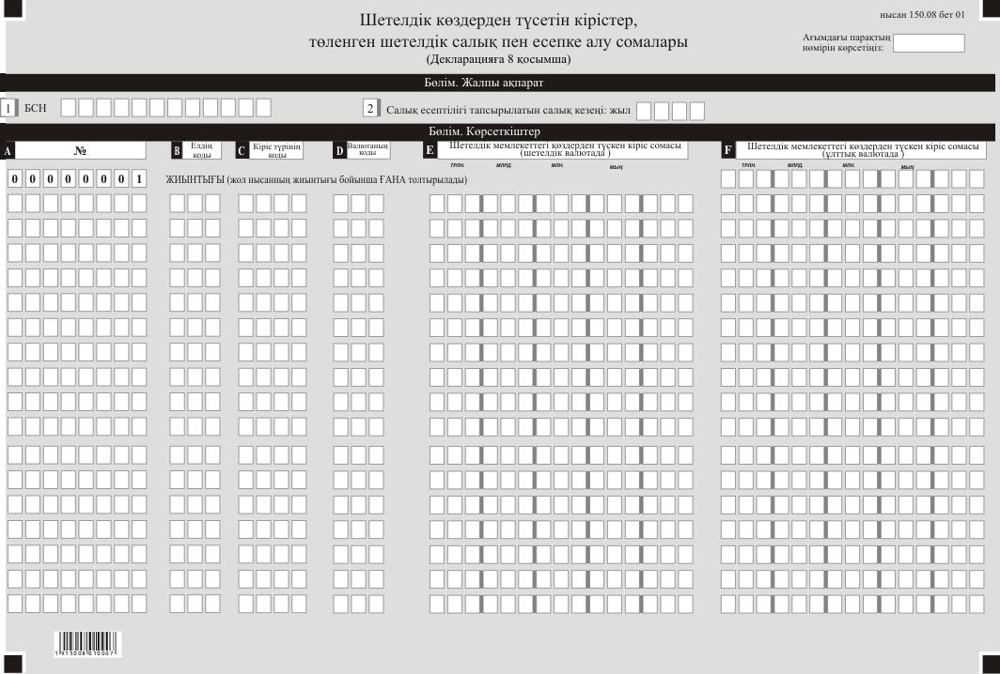 нысан 150.08 бет 01
Шетелдік көздерден түсетін кірістер,
төленген шетелдік салық пен есепке алу сомалары
(Декларацияға 8 қосымша)
Ағымдағы парақтың
нөмірін көрсетіңіз:
Бөлім. Жалпы ақпарат
1 БСН
2 Салық есептілігі тапсырылатын салық кезеңі: жыл
Бөлім. Көрсеткіштер
A №
B Елдің
коды
C Кіріс түрінің
коды
D Валютаның
коды
E Шетелдік мемлекеттегі көздерден түскен кіріс сомасы
(шетелдік валютада )
F Шетелдік мемлекеттегі көздерден түскен кіріс сомасы
(ұлттық валютада )
трлн. млрд. млн. мың
трлн. млрд. млн. мың
0 0 0 0 0 0 0 1 ЖИЫНТЫҒЫ (жол нысанның жиынтығы бойынша ҒАНА толтырылады)
1 915008 010007